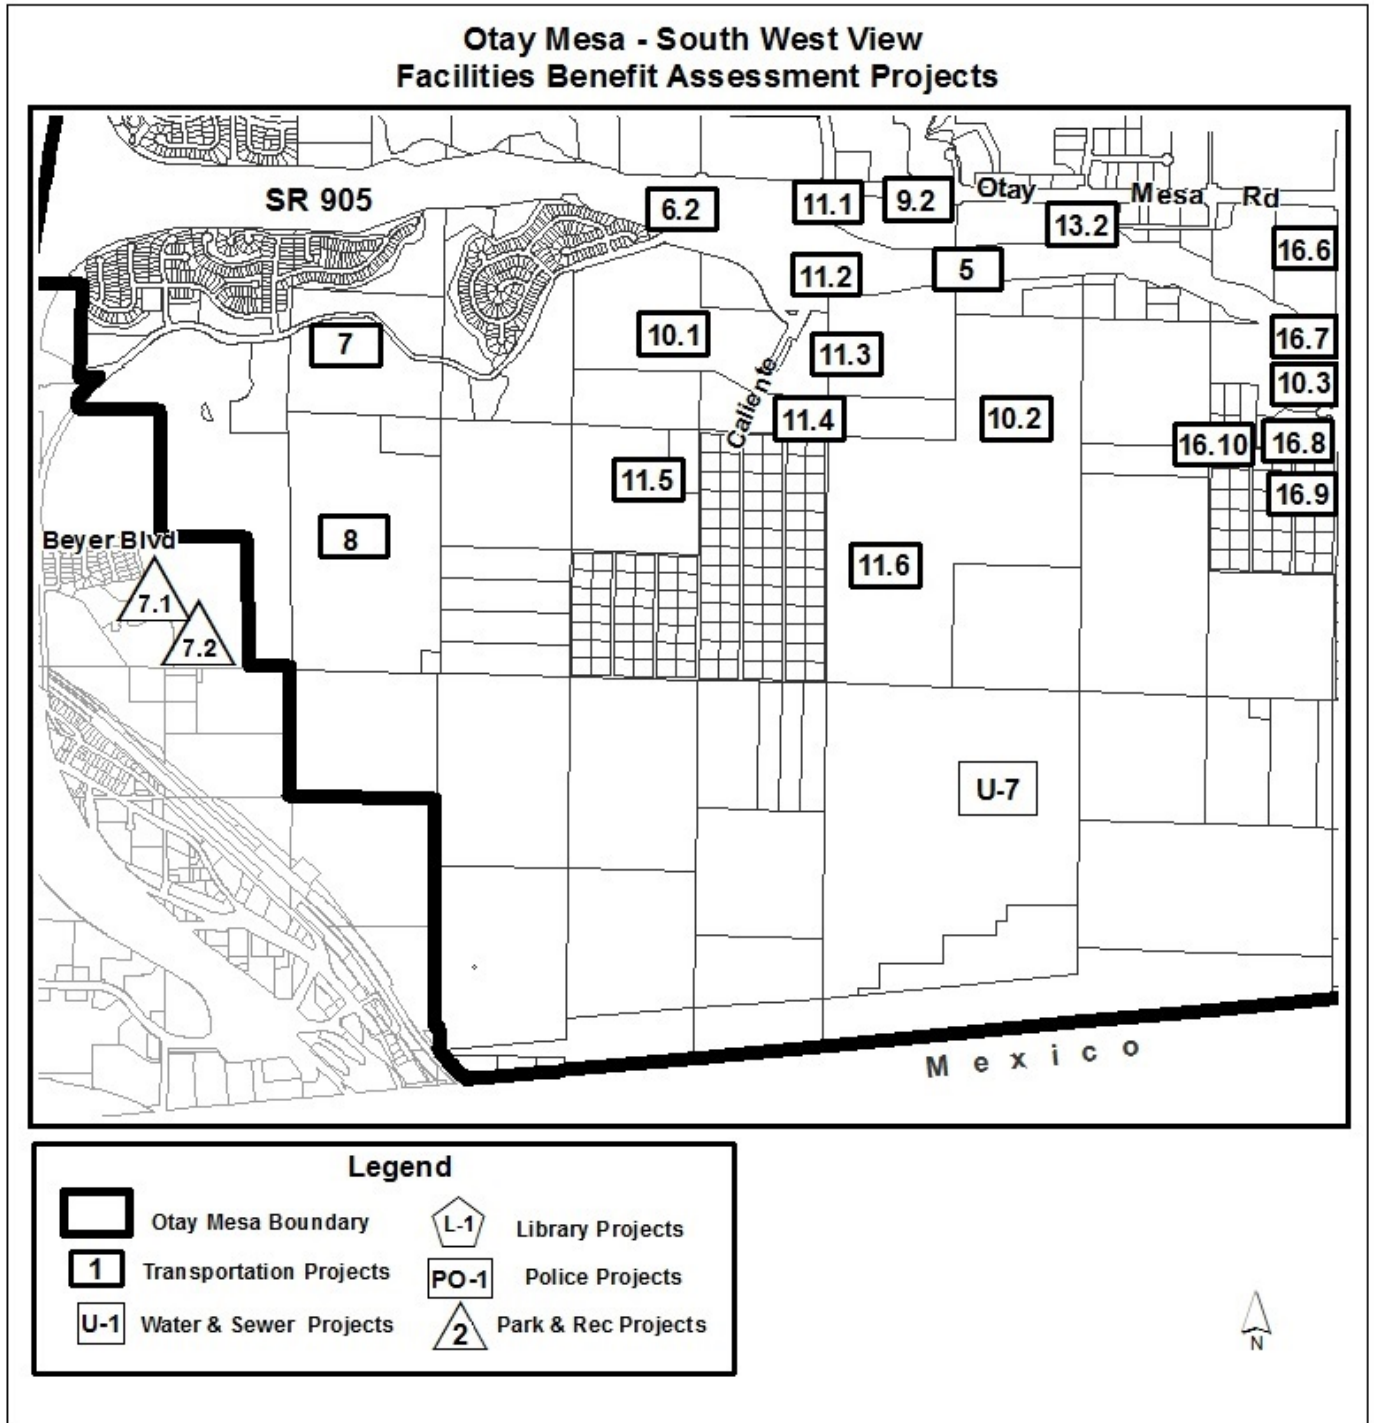 Otay Mesa - South West View
Facilities Benefit Assessment Projects
SR 905
6.2
11.1
9.2
Otay Mesa Rd
13.2
16.6
11.2
5
7
10.1
11.3
16.7
10.3
Caliente
11.4
10.2
16.10
16.8
11.5
16.9
8
Beyer Blvd
11.6
7.1
7.2
U-7
Mexico
Legend
Otay Mesa Boundary
L-1
Library Projects
1
Transportation Projects
PO-1
Police Projects
U-1
Water & Sewer Projects
2
Park & Rec Projects
N